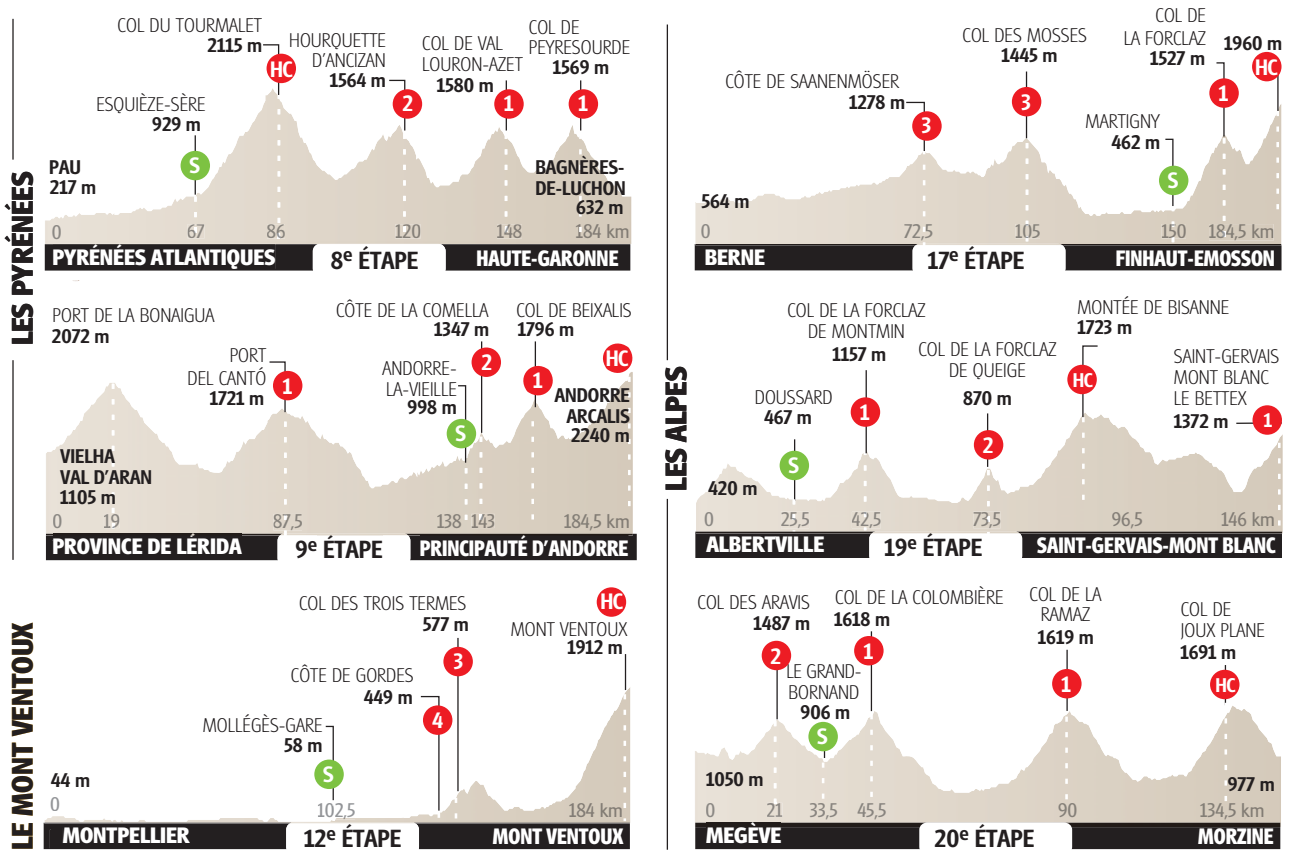 LES PYRÉNÉES
COL DU TOURMALET
2115 m
HC
HOURQUETTE
D'ANCIZAN
1564 m
2
COL DE VAL
LOURON-AZET
1580 m
1
COL DE
PEYRESOURDE
1569 m
1
ESQUIÈZE-SÈRE
929 m
S
PAU
217 m
BAGNÈRES-
DE-LUCHON
632 m
0 67 86 120 148 184 km
PYRÉNÉES ATLANTIQUES 8e ÉTAPE HAUTE-GARONNE
PORT DE LA BONAIGUA
2072 m
PORT
DEL CANTÓ
1721 m
1
CÔTE DE LA COMELLA
1347 m
2
COL DE BEIXALIS
1796 m
1
HC
ANDORRE-
LA-VIEILLE
998 m
S
ANDORRE
ARCALIS
2240 m
VIELHA
VAL D'ARAN
1105 m
0 19 87,5 138 143 184,5 km
PROVINCE DE LÉRIDA 9e ÉTAPE PRINCIPAUTÉ D'ANDORRE
LE MONT VENTOUX
COL DES TROIS TERMES
577 m
3
HC
MONT VENTOUX
1912 m
CÔTE DE GORDES
449 m
4
MOLLÉGÈS-GARE
58 m
S
44 m
0 102,5 184 km
MONTPELLIER 12e ÉTAPE MONT VENTOUX
LES ALPES
CÔTE DE SAANENMÖSER
1278 m
3
COL DES MOSSES
1445 m
3
COL DE
LA FORCLAZ
1527 m
1
1960 m
HC
MARTIGNY
462 m
S
564 m
0 72,5 105 150 184,5 km
BERNE 17e ÉTAPE FINHAUT-EMOSSON
COL DE LA FORCLAZ
DE MONTMIN
1157 m
1
COL DE LA FORCLAZ
DE QUEIGE
870 m
2
MONTÉE DE BISANNE
1723 m
HC
SAINT-GERVAIS
MONT BLANC
LE BETTEX
1372 m
1
DOUSSARD
467 m
S
420 m
0 25,5 42,5 73,5 96,5 146 km
ALBERTVILLE 19e ÉTAPE SAINT-GERVAIS-MONT BLANC
COL DES ARAVIS
1487 m
2
COL DE LA COLOMBIÈRE
1618 m
1
COL DE LA
RAMAZ
1619 m
1
COL DE
JOUX PLANE
1691 m
HC
LE GRAND-
BORNAND
906 m
S
1050 m
977 m
0 21 33,5 45,5 90 134,5 km
MEGÈVE 20e ÉTAPE MORZINE